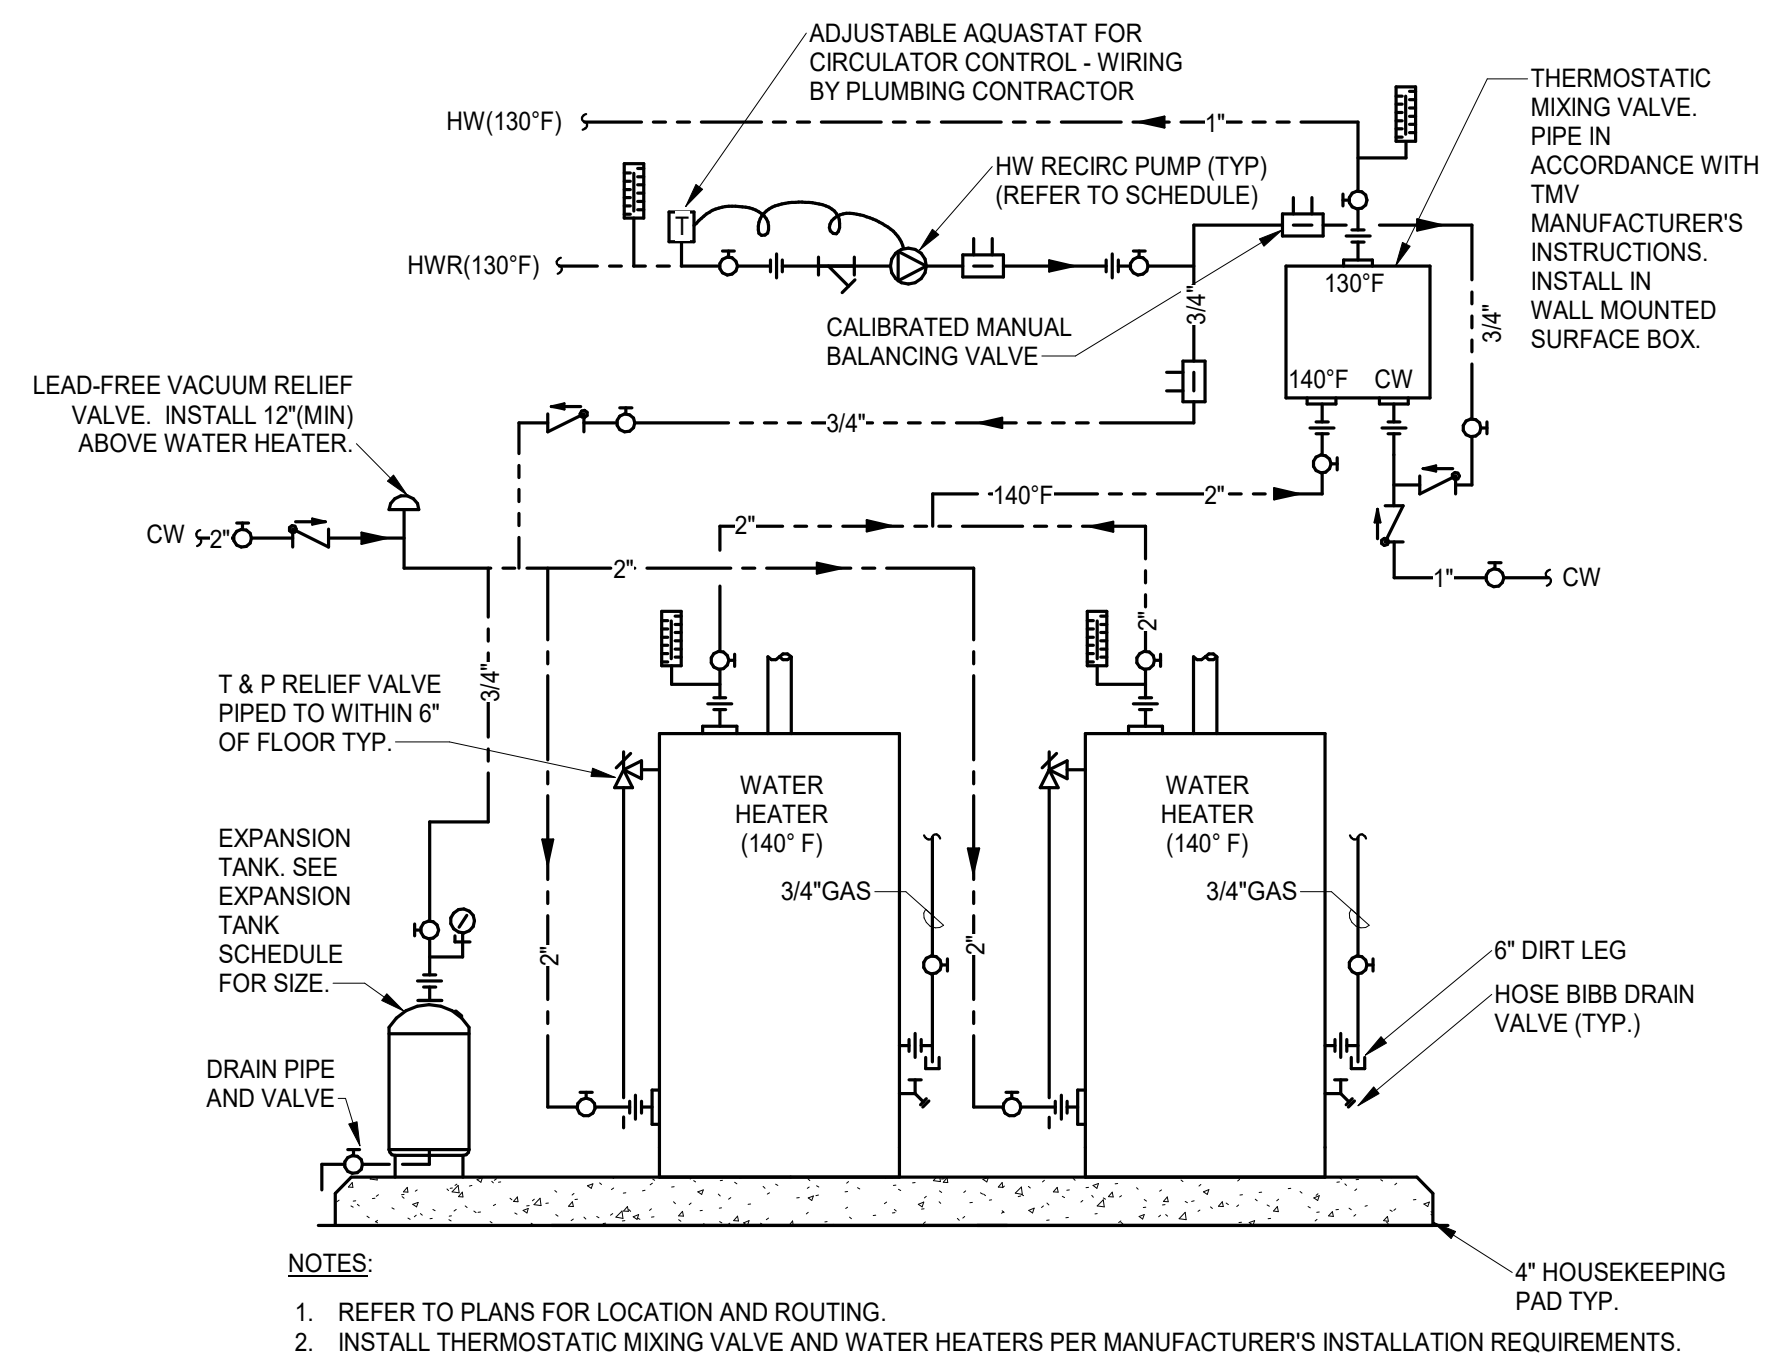 ADJUSTABLE AQUASTAT FOR
CIRCULATOR CONTROL - WIRING
BY PLUMBING CONTRACTOR
THERMOSTATIC
MIXING VALVE.
PIPE IN
ACCORDANCE WITH
TMV
MANUFACTURER'S
INSTRUCTIONS.
INSTALL IN
WALL MOUNTED
SURFACE BOX.
HW(130°F)
1"
HW RECIRC PUMP (TYP)
(REFER TO SCHEDULE)
T
HWR(130°F)
130°F
3/4"
3/4"
CALIBRATED MANUAL
BALANCING VALVE
140°F CW
LEAD-FREE VACUUM RELIEF
VALVE. INSTALL 12"(MIN)
ABOVE WATER HEATER.
3/4"
140°F
2"
CW
2"
2"
2"
1"
CW
2"
3/4"
T & P RELIEF VALVE
PIPED TO WITHIN 6"
OF FLOOR TYP.
WATER
HEATER
(140° F)
WATER
HEATER
(140° F)
EXPANSION
TANK. SEE
EXPANSION
TANK
SCHEDULE
FOR SIZE.
3/4"GAS
3/4"GAS
2"
2"
6" DIRT LEG
HOSE BIBB DRAIN
VALVE (TYP.)
DRAIN PIPE
AND VALVE
4" HOUSEKEEPING
PAD TYP.
NOTES:
1. REFER TO PLANS FOR LOCATION AND ROUTING.
2. INSTALL THERMOSTATIC MIXING VALVE AND WATER HEATERS PER MANUFACTURER'S INSTALLATION REQUIREMENTS.